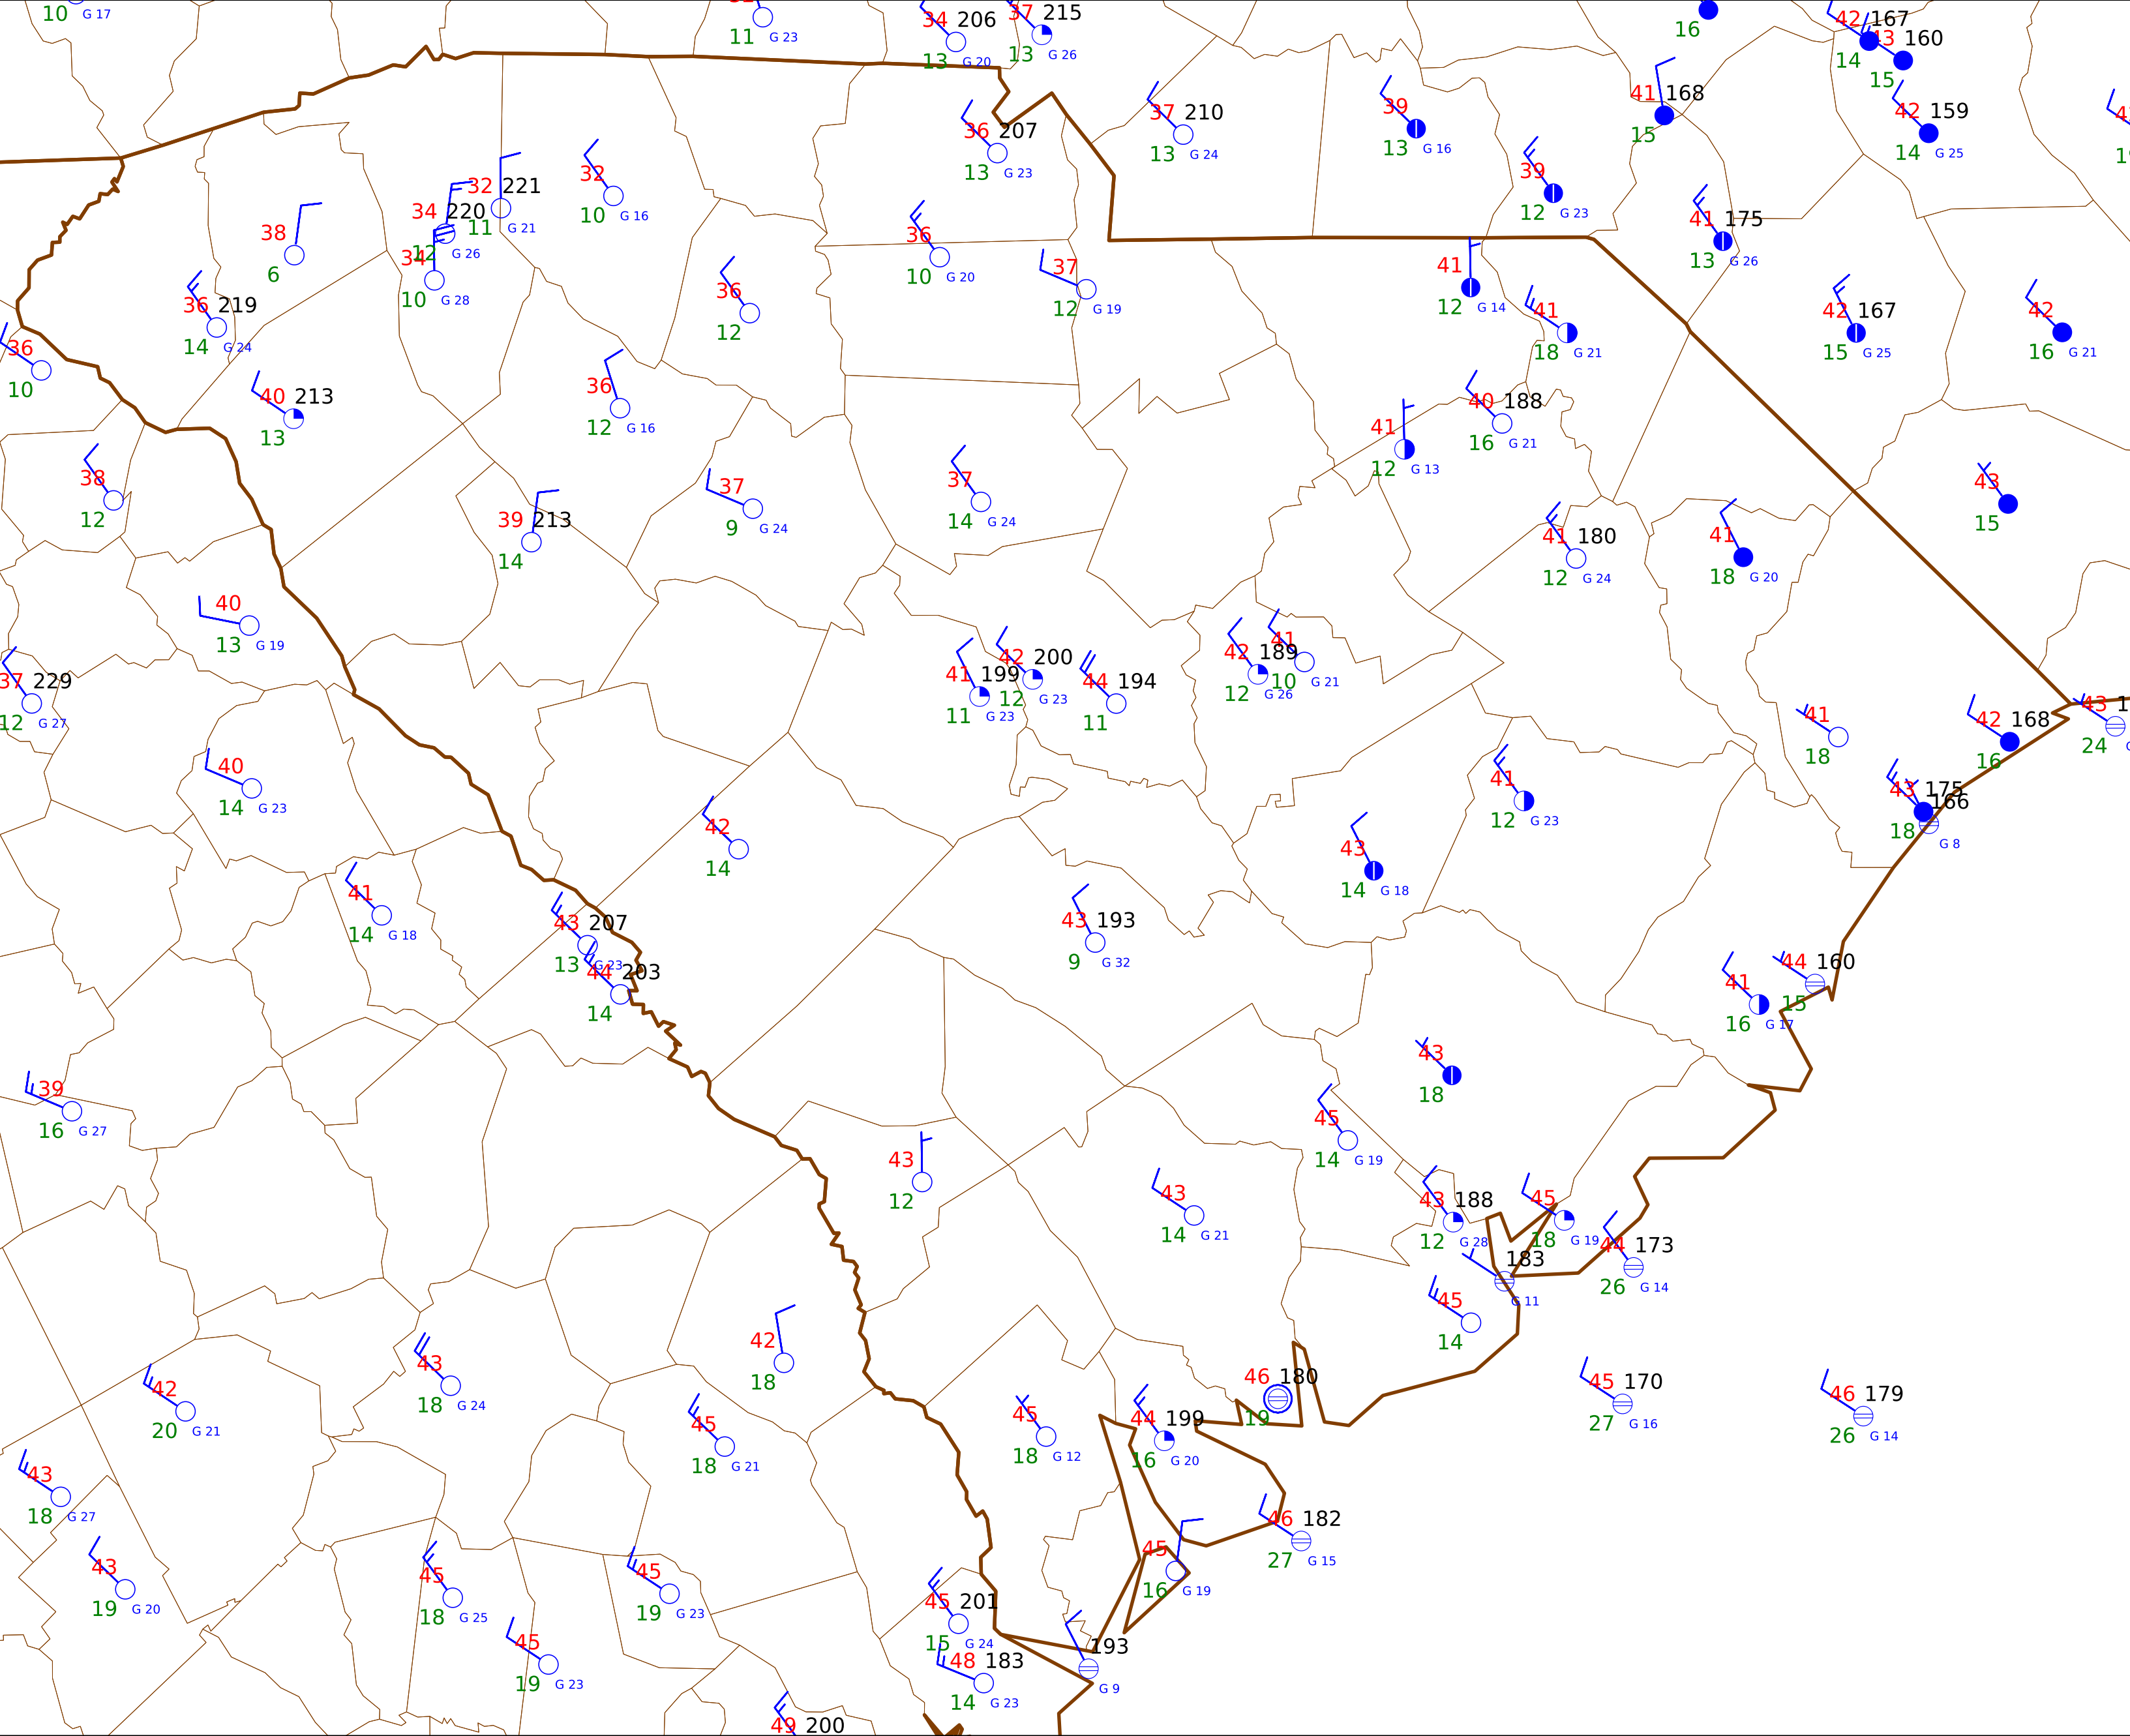 10 G 17
11 G 23
34 206
13 G 20
37 215
13 G 26
16
42 167
14
43 160
15
37 210
13 G 24
39
13 G 16
41 168
15
42 159
14 G 25
36 207
13 G 23
32 221
11 G 21
32
10 G 16
39
12 G 23
34 220
12 G 26
38
6
34
10 G 28
36
10 G 20
37
12 G 19
41 175
13 G 26
41
12 G 14
36 219
14 G 24
36
12
41
18 G 21
42 167
15 G 25
42
16 G 21
36
10
40 213
13
36
12 G 16
41
12 G 13
40 188
16 G 21
38
12
37
9 G 24
37
14 G 24
43
15
39 213
14
41 180
12 G 24
41
18 G 20
40
13 G 19
37 229
12 G 27
41 199
11 G 23
42 200
12 G 23
44 194
11
42 189
12 G 26
41
10 G 21
41
18
42 168
16
43
24
40
14 G 23
41
12 G 23
43 175
18
166
G 8
42
14
43
14 G 18
41
14 G 18
43 207
13 G 23
44 203
14
43 193
9 G 32
41
16 G 17
44 160
15
39
16 G 27
43
18
45
14 G 19
43
12
43
14 G 21
43 188
12 G 28
45
18 G 19
44 173
26 G 14
183
G 11
45
14
42
18
43
18 G 24
42
20 G 21
46 180
19
45 170
27 G 16
46 179
26 G 14
45
18 G 21
45
18 G 12
44 199
16 G 20
43
18 G 27
46 182
27 G 15
43
19 G 20
45
18 G 25
45
19 G 23
45
16 G 19
45 201
15 G 24
45
19 G 23
48 183
14 G 23
193
G 9
49 200